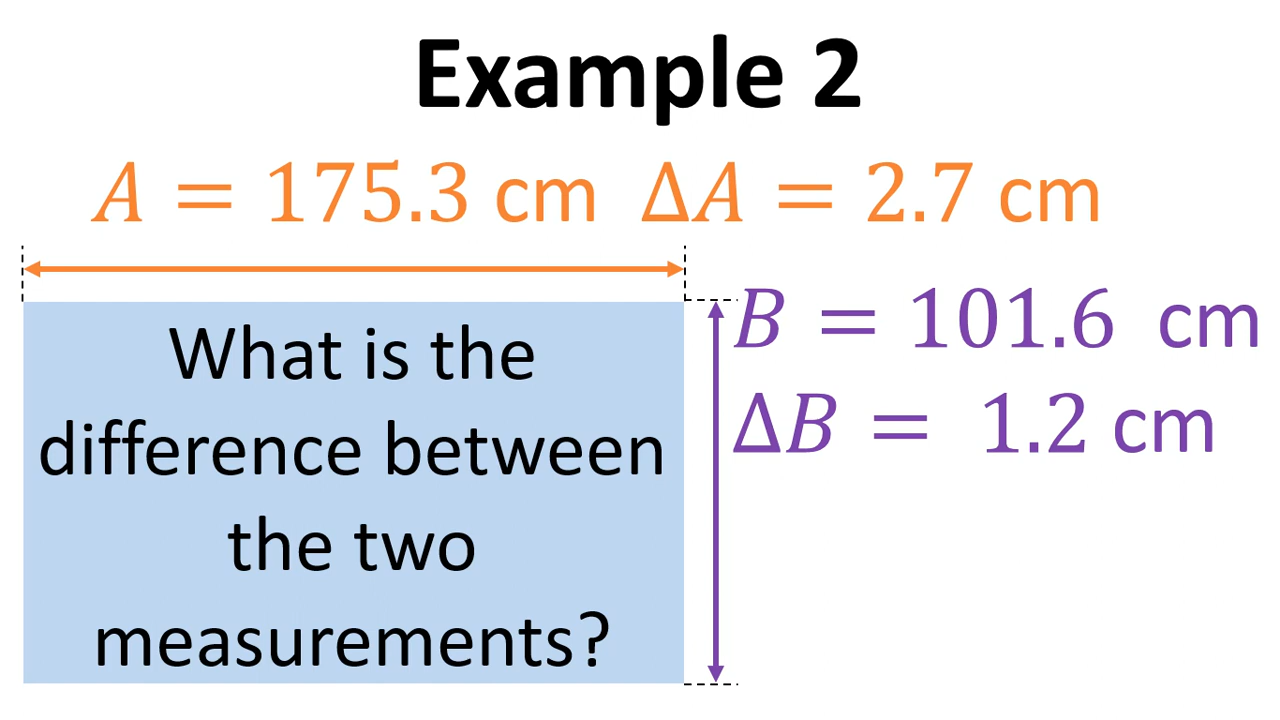 Example 2
A = 175.3 cm ΔA = 2.7 cm
B = 101.6 cm
ΔB = 1.2 cm
What is the
difference between
the two
measurements?